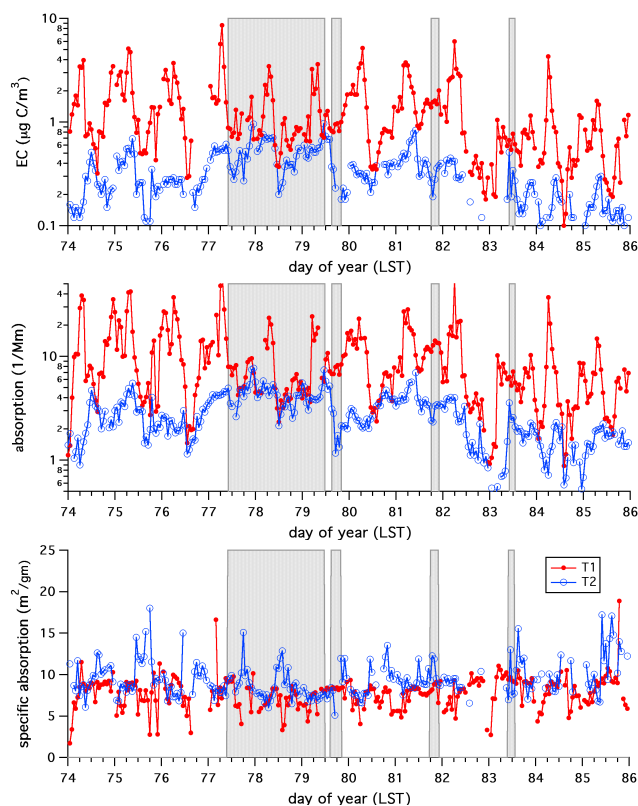 10
8
6
4
2
1
8
6
4
2
0.1
EC (μg C/m³)
74 75 76 77 78 79 80 81 82 83 84 85 86
day of year (LST)
4
2
10
8
6
4
2
1
8
6
absorption (1/Mm)
74 75 76 77 78 79 80 81 82 83 84 85 86
day of year (LST)
25
20
15
10
5
0
specific absorption (m²/gm)
T1
T2
74 75 76 77 78 79 80 81 82 83 84 85 86
day of year (LST)